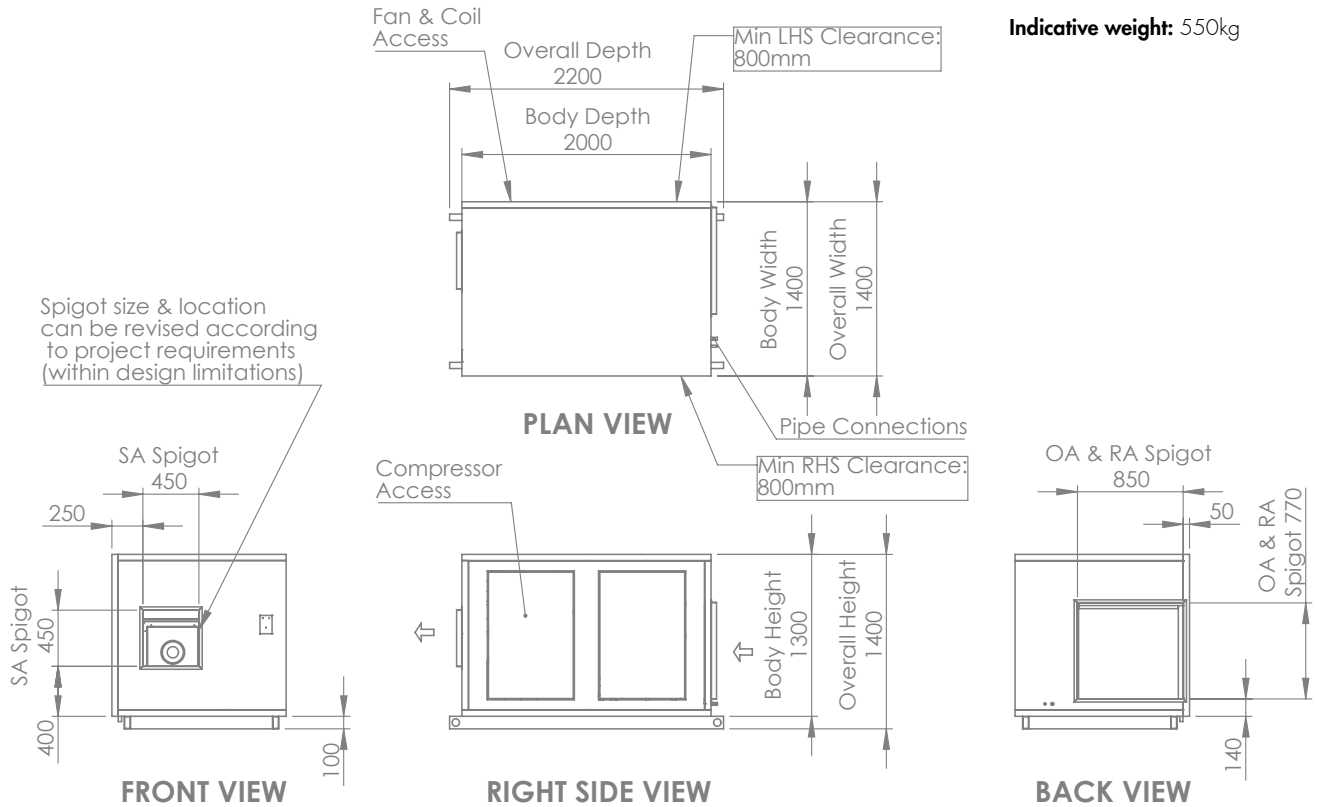 Fan & Coil
Access
Overall Depth
2200
Min LHS Clearance:
800mm
Indicative weight: 550kg
Body Depth
2000
Body Width
1400
Overall Width
1400
Spigot size & location
can be revised according
to project requirements
(within design limitations)
PLAN VIEW
Pipe Connections
Min RHS Clearance:
800mm
SA Spigot
450
250
SA Spigot
450
400
100
FRONT VIEW
Compressor
Access
Body Height
1300
Overall Height
1400
RIGHT SIDE VIEW
OA & RA Spigot
850
50
OA & RA
Spigot 770
140
BACK VIEW